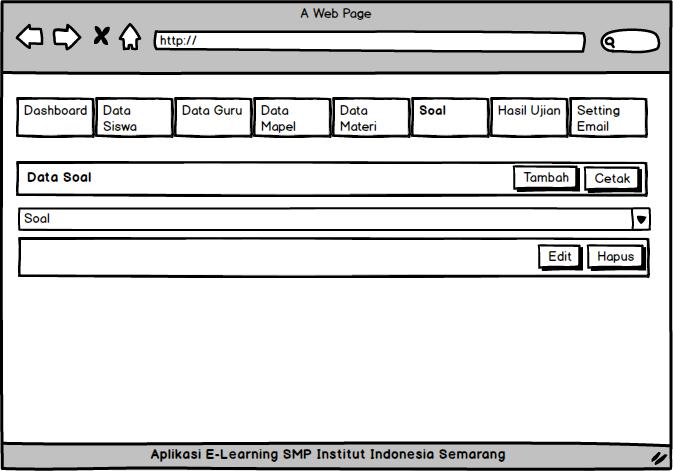 A Web Page
http://
Dashboard Data Siswa Data Guru Data Mapel Data Materi Soal Hasil Ujian Setting Email
Data Soal Tambah Cetak
Soal
Edit Hapus
Aplikasi E-Learning SMP Institut Indonesia Semarang